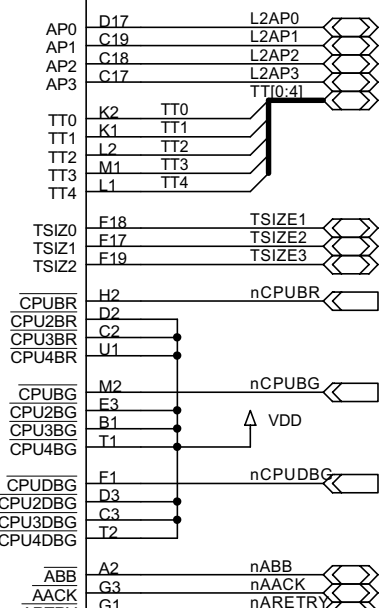 AP0 D17 L2AP0
AP1 C19 L2AP1
AP2 C18 L2AP2
AP3 C17 L2AP3
TT[0:4]
TT0 K2 TT0
TT1 K1 TT1
TT2 L2 TT2
TT3 M1 TT3
TT4 L1 TT4
TSIZ0 F18 TSIZE1
TSIZ1 F17 TSIZE2
TSIZ2 F19 TSIZE3
CPUBR H2 nCPUBR
CPU2BR D2
CPU3BR C2
CPU4BR U1
CPUBG M2 nCPUBG
CPU2BG E3
CPU3BG B1
CPU4BG T1
VDD
CPUDBG F1 nCPUDBG
CPU2DBG D3
CPU3DBG C3
CPU4DBG T2
ABB A2 nABB
AACK G3 nAACK
ARETRY G1 nARETRY